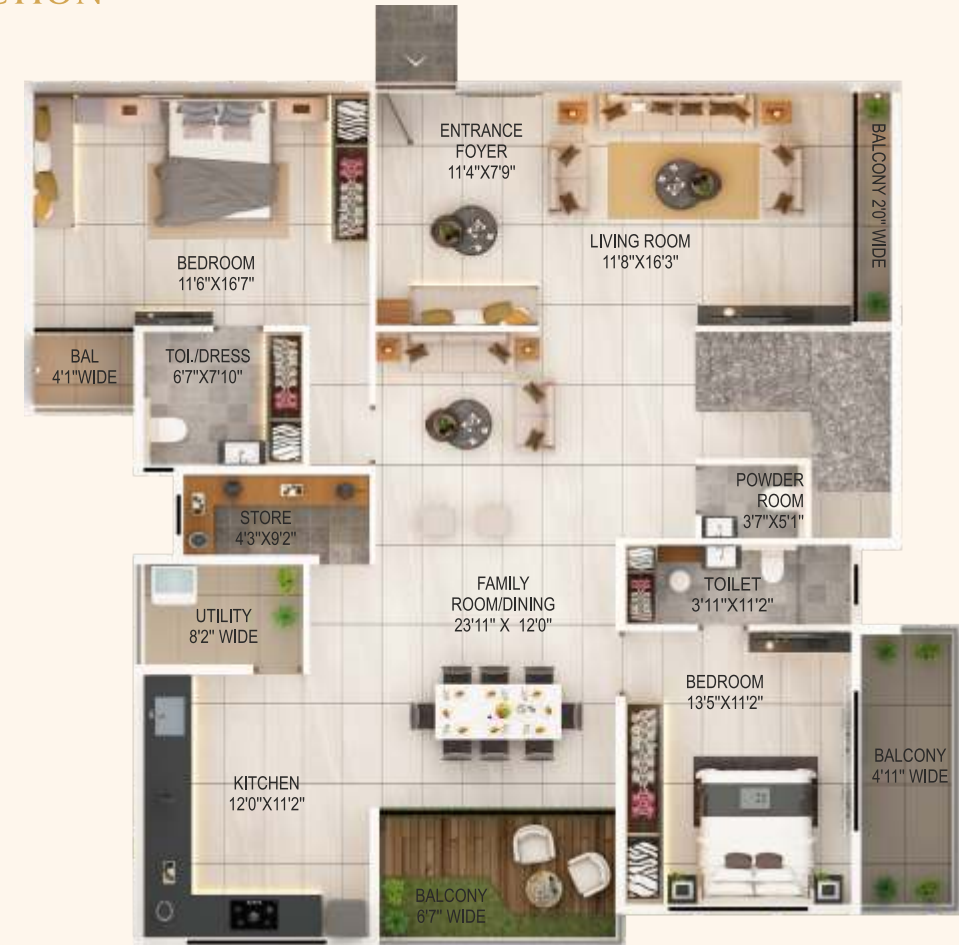 ENTRANCE
FOYER
11'4"X7'9"
BALCONY 2'0" WIDE
LIVING ROOM
11'8"X16'3"
BEDROOM
11'6"X16'7"
BAL
4'1"WIDE
TOI./DRESS
6'7"X7'10"
POWDER
ROOM
3'7"X5'1"
STORE
4'3"X9'2"
FAMILY
ROOM/DINING
23'11" X 12'0"
TOILET
3'11"X11'2"
UTILITY
8'2" WIDE
BEDROOM
13'5"X11'2"
BALCONY
4'11" WIDE
KITCHEN
12'0"X11'2"
BALCONY
6'7" WIDE